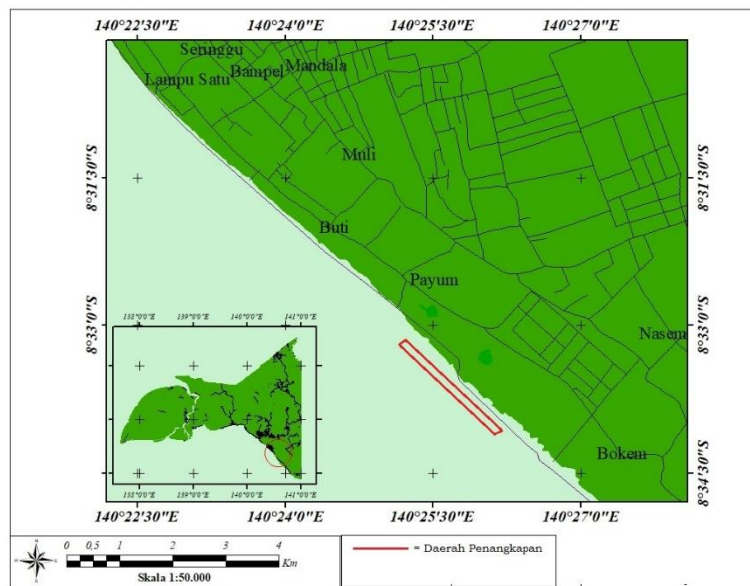 140°22'30"E 140°24'0"E 140°25'30"E 140°27'0"E
Seringgu
Bampel Mandala
Lampu Satu
Muli
8°31'30"S 8°31'30"S
Buti
Payum
8°33'0"S 8°33'0"S
Nasem
138°0'0"E 139°0'0"E 140°0'0"E 141°0'0"E
Bokem
8°34'30"S 8°34'30"S
138°0'0"E 139°0'0"E 140°0'0"E 141°0'0"E
140°22'30"E 140°24'0"E 140°25'30"E 140°27'0"E
0 0,5 1 2 3 4
Km
Skala 1:50.000
= Daerah Penangkapan